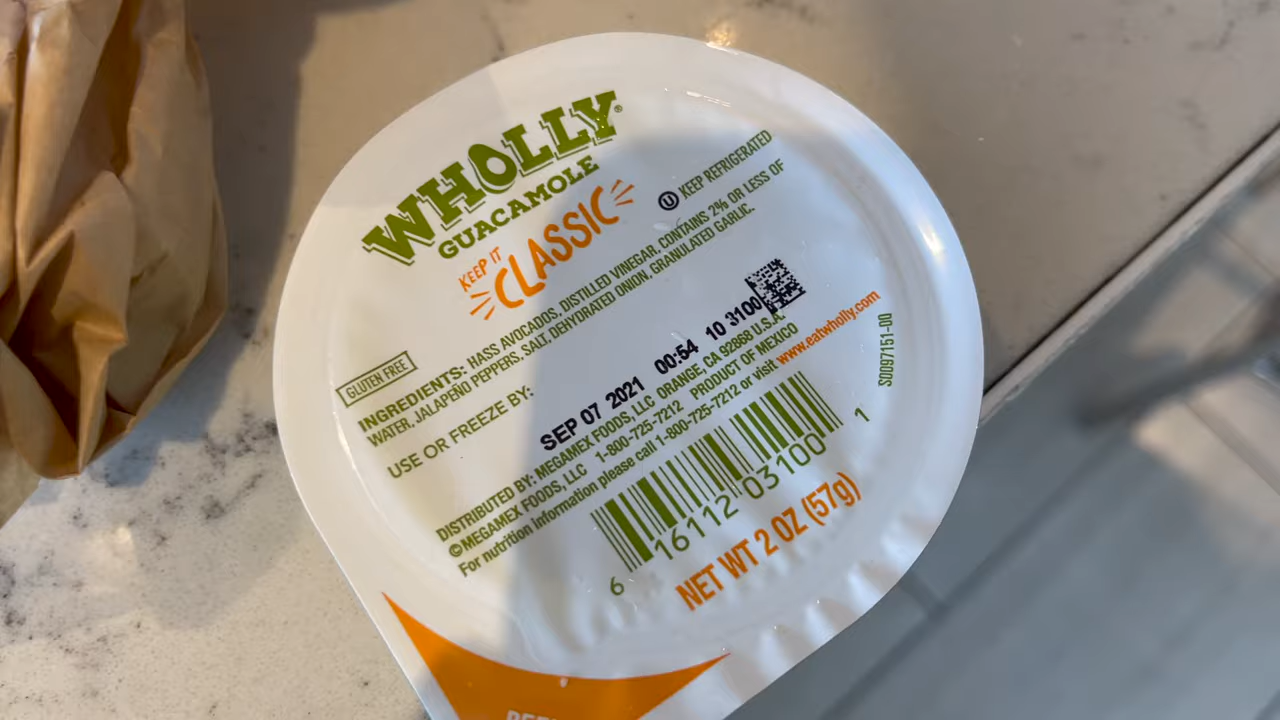 WHOLLY®
GUACAMOLE
KEEP IT
CLASSIC
U KEEP REFRIGERATED
GLUTEN FREE
INGREDIENTS: HASS AVOCADOS, DISTILLED VINEGAR, CONTAINS 2% OR LESS OF
WATER, JALAPEÑO PEPPERS, SALT, DEHYDRATED ONION, GRANULATED GARLIC.
USE OR FREEZE BY:
SEP 07 2021 00:54 10 3100
DISTRIBUTED BY: MEGAMEX FOODS, LLC ORANGE, CA 92868 U.S.A.
©MEGAMEX FOODS, LLC 1-800-725-7212 PRODUCT OF MEXICO
For nutrition information please call 1-800-725-7212 or visit www.eatwholly.com
S0097151-00
6 16112 03100 1
NET WT 2 OZ (57g)